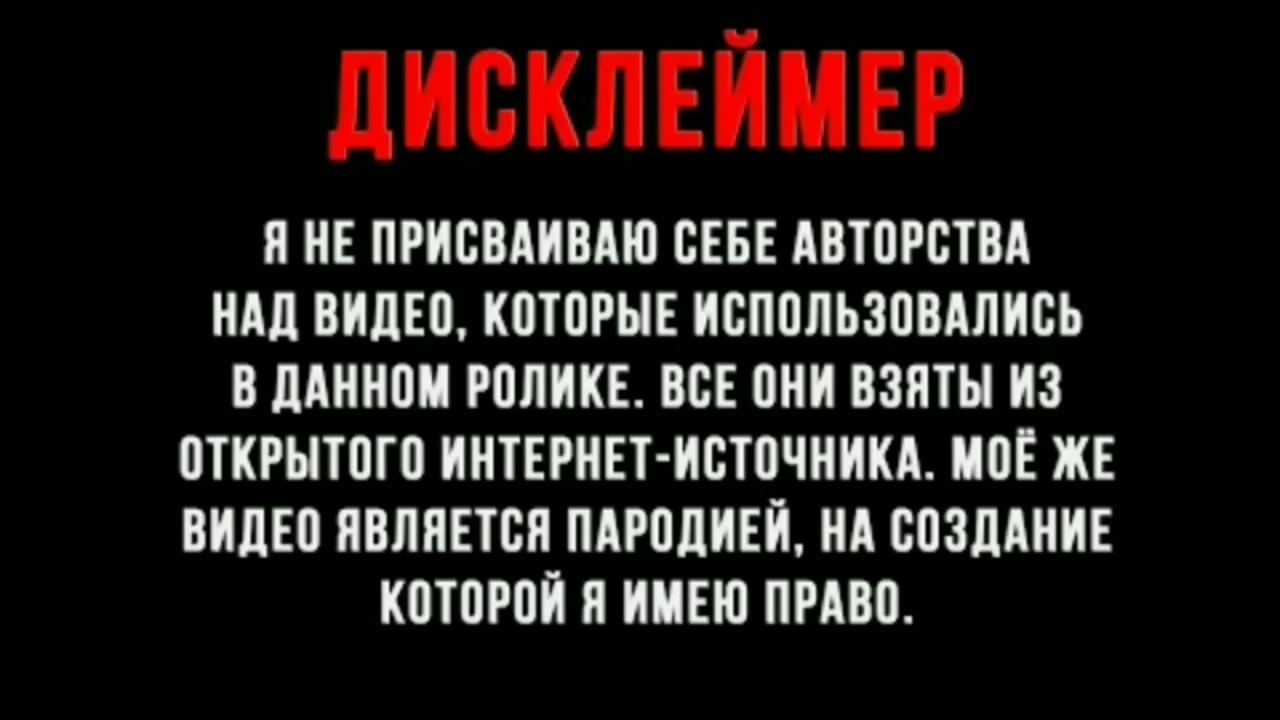 ДИСКЛЕЙМЕР
Я НЕ ПРИСВАИВАЮ СЕБЕ АВТОРСТВА
НАД ВИДЕО, КОТОРЫЕ ИСПОЛЬЗОВАЛИСЬ
В ДАННОМ РОЛИКЕ. ВСЕ ОНИ ВЗЯТЫ ИЗ
ОТКРЫТОГО ИНТЕРНЕТ-ИСТОЧНИКА. МОЁ ЖЕ
ВИДЕО ЯВЛЯЕТСЯ ПАРОДИЕЙ, НА СОЗДАНИЕ
КОТОРОЙ Я ИМЕЮ ПРАВО.